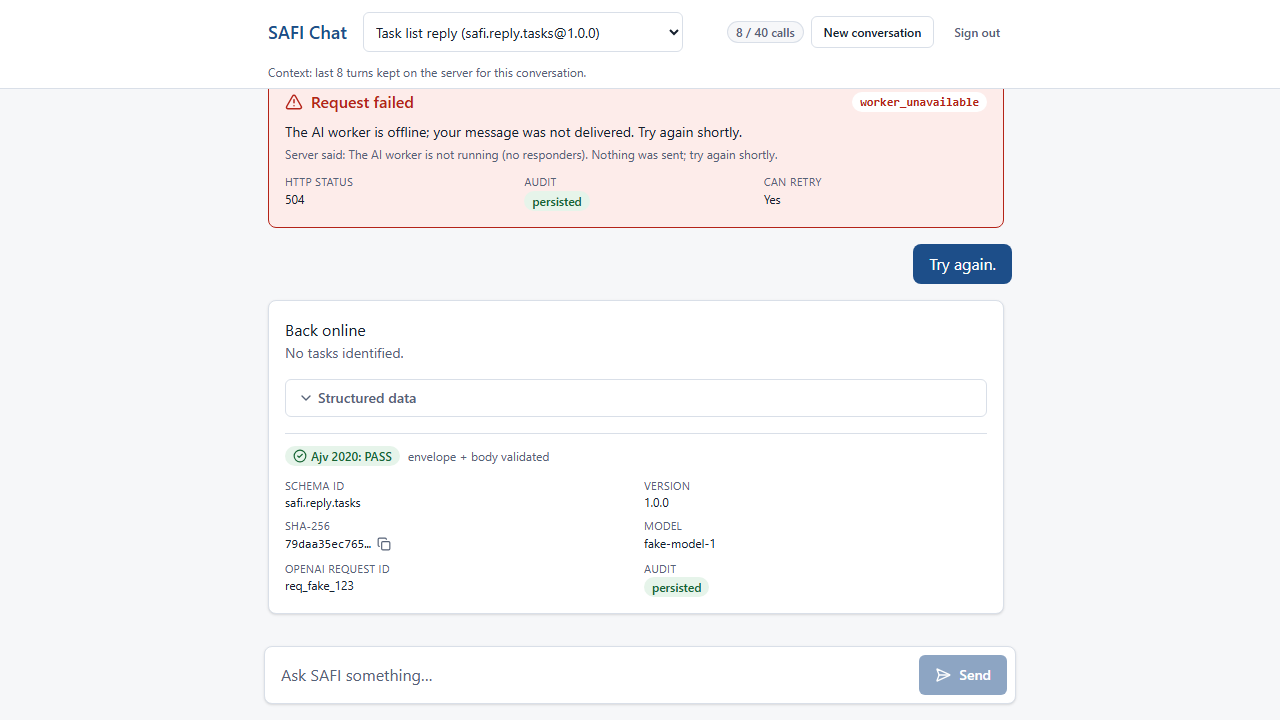 SAFI Chat
Task list reply (safi.reply.tasks@1.0.0)
8 / 40 calls
New conversation
Sign out
Context: last 8 turns kept on the server for this conversation.
Request failed
worker_unavailable
The AI worker is offline; your message was not delivered. Try again shortly.
Server said: The AI worker is not running (no responders). Nothing was sent; try again shortly.
HTTP STATUS
504
AUDIT
persisted
CAN RETRY
Yes
Try again.
Back online
No tasks identified.
Structured data
Ajv 2020: PASS
envelope + body validated
SCHEMA ID
safi.reply.tasks
VERSION
1.0.0
SHA-256
79daa35ec765…
MODEL
fake-model-1
OPENAI REQUEST ID
req_fake_123
AUDIT
persisted
Ask SAFI something...
Send